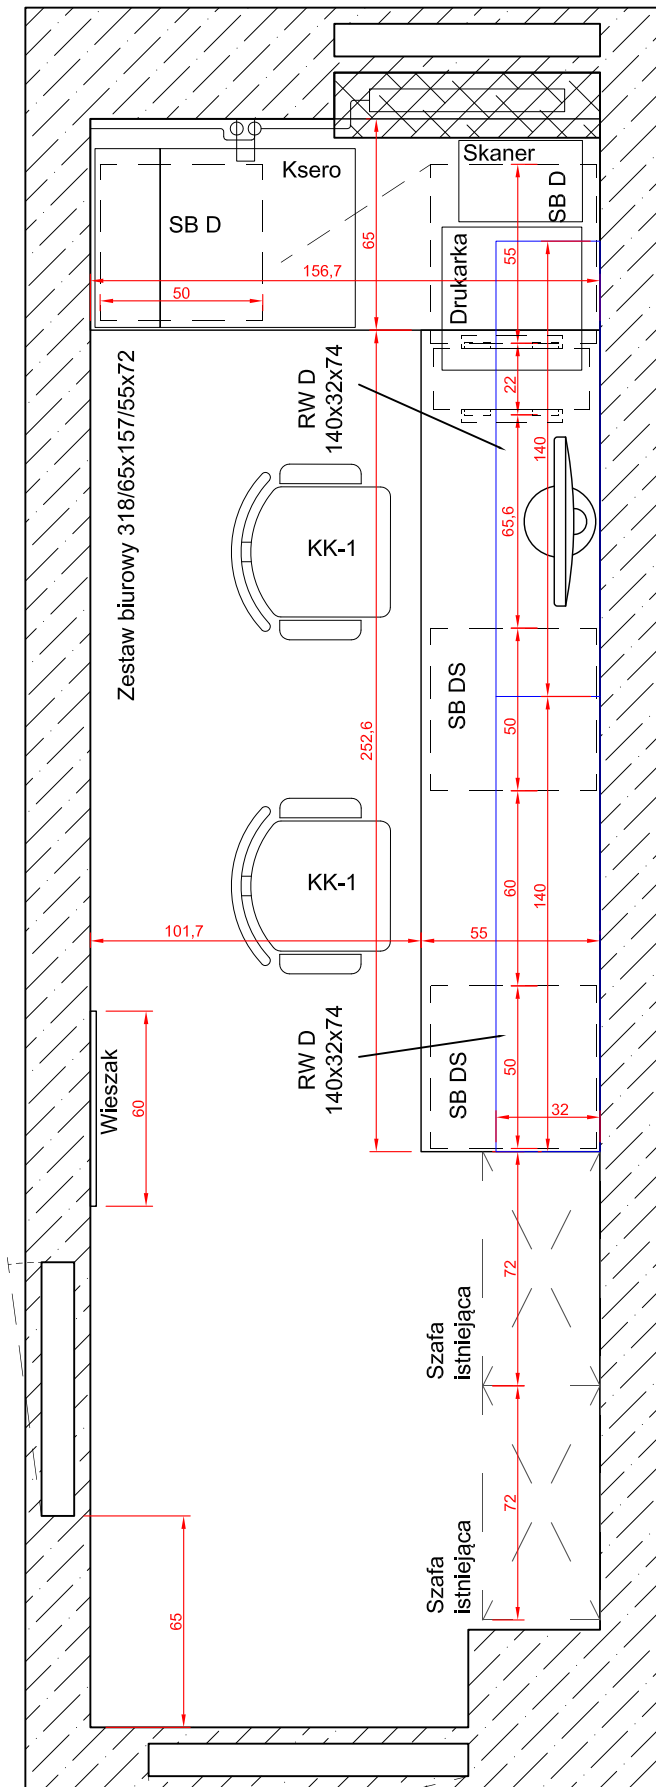 Skaner
Ksero
SB D
SB D
65
55
156,7
50
Drukarka
22
Zestaw biurowy 318/65x157/55x72
RW D
140x32x74
140
65,6
KK-1
SB DS
50
252,6
KK-1
60
140
101,7
55
RW D
140x32x74
50
SB DS
32
Wieszak
60
72
Szafa
istniejąca
72
Szafa
istniejąca
65